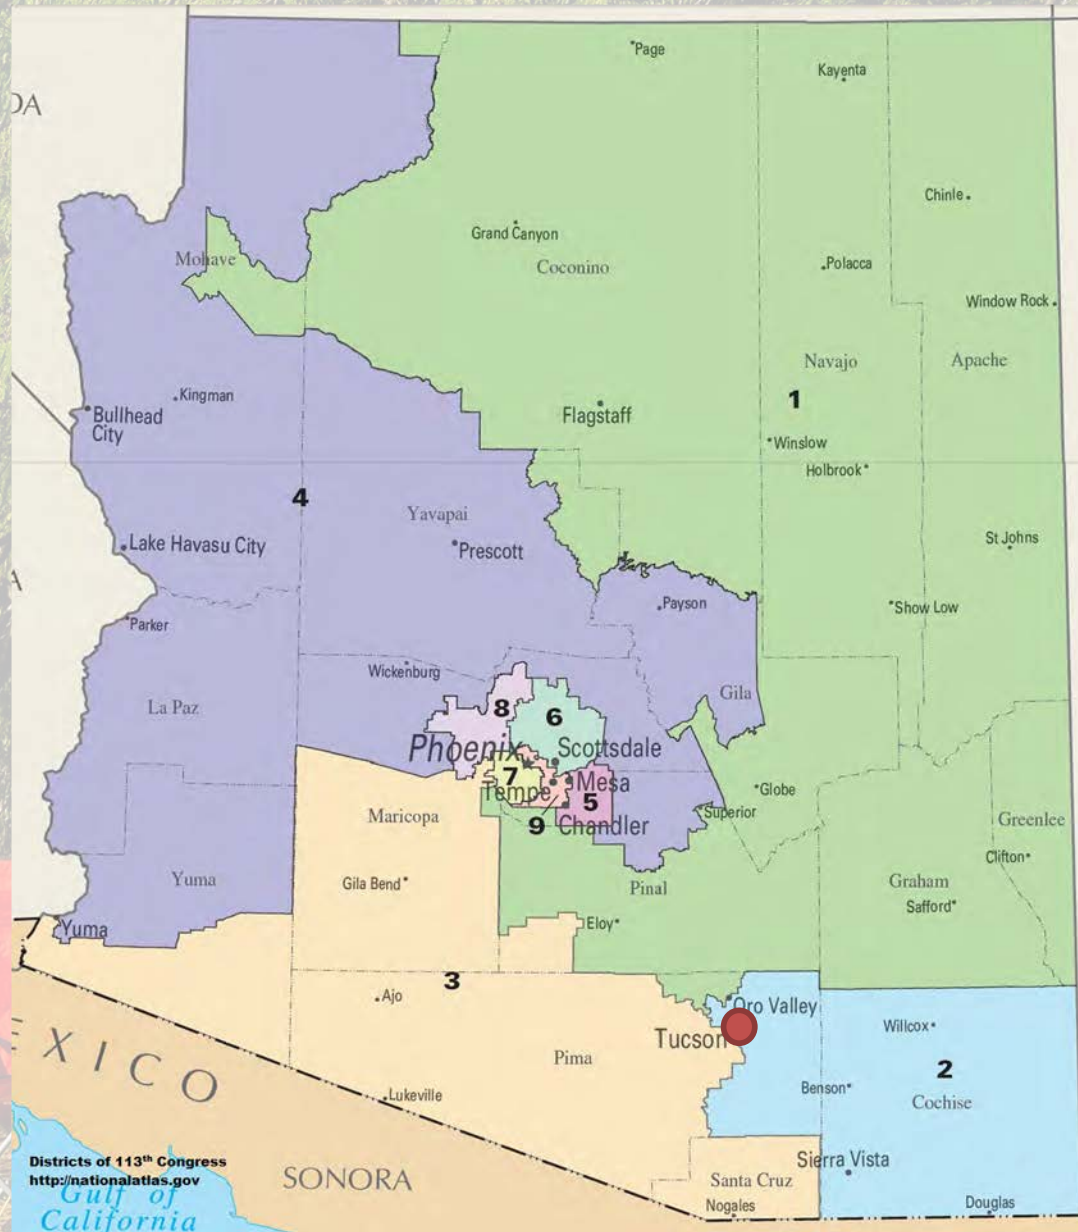 Page
Kayenta
DA
Chinle
Grand Canyon
Mohave
Coconino
Polacca
Window Rock
Navajo
Apache
Kingman
1
Bullhead
City
Flagstaff
Winslow
Holbrook
4
Yavapai
Lake Havasu City
Prescott
St Johns
A
Payson
Show Low
Parker
Wickenburg
Gila
La Paz
8
6
Phoenix
Scottsdale
7
Mesa
Tempe
5
Globe
Superior
Maricopa
9
Chandler
Greenlee
Clifton
Yuma
Gila Bend
Pinal
Graham
Safford
Yuma
Eloy
3
Ajo
Oro Valley
Willcox
EXICO
Tucson
Pima
2
Benson
Cochise
Lukeville
Districts of 113th Congress
http://nationalatlas.gov
SONORA
Sierra Vista
Santa Cruz
Gulf of
California
Nogales
Douglas